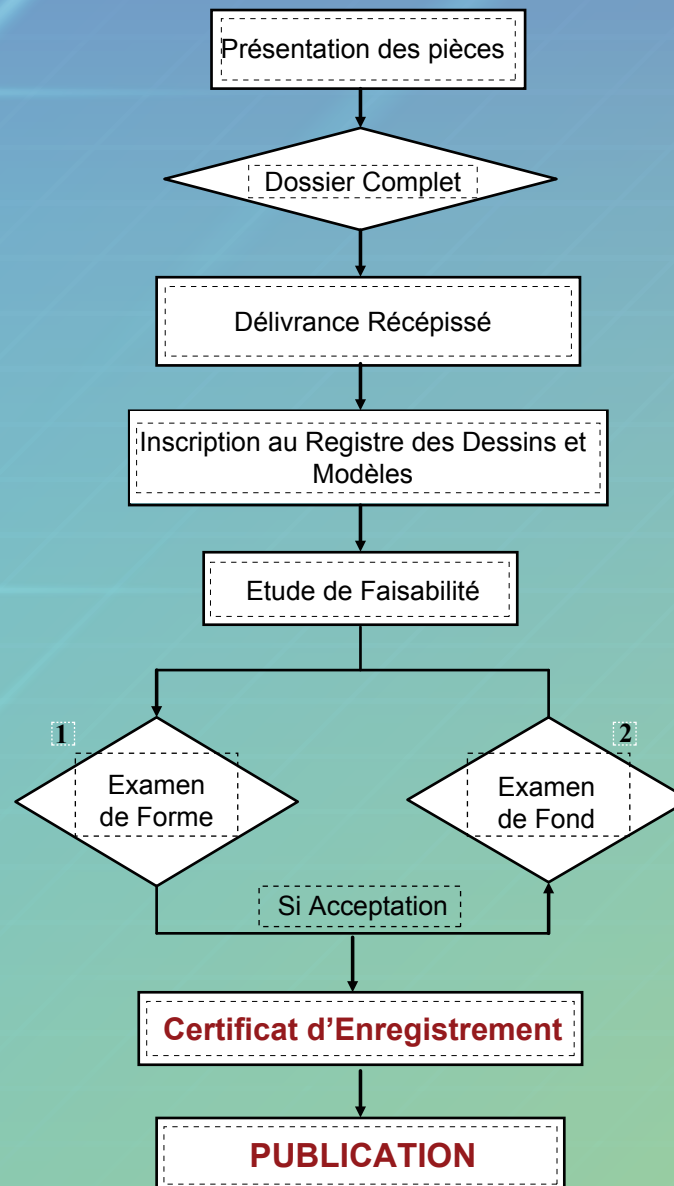 Présentation des pièces
Dossier Complet
Délivrance Récépissé
Inscription au Registre des Dessins et
Modèles
Etude de Faisabilité
1
Examen
de Forme
2
Examen
de Fond
Si Acceptation
Certificat d’Enregistrement
PUBLICATION